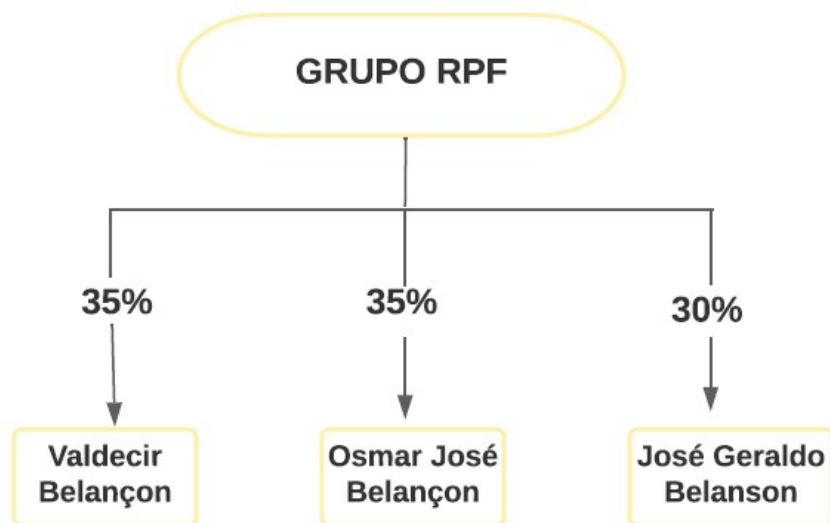 GRUPO RPF
35%
35%
30%
Valdecir
Belançon
Osmar José
Belançon
José Geraldo
Belanson